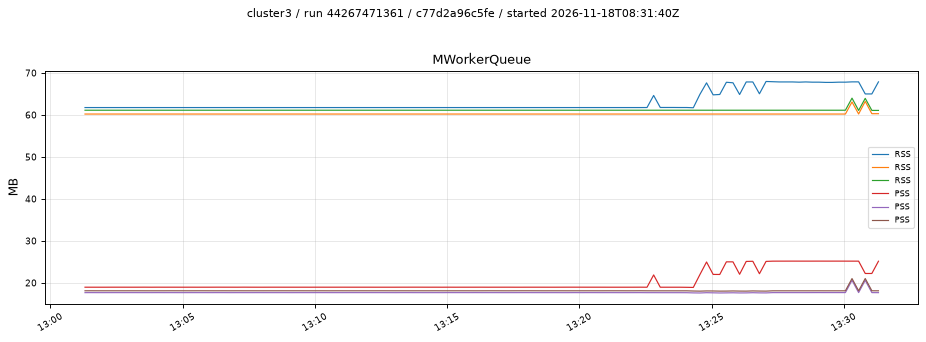 cluster3 / run 44267471361 / c77d2a96c5fe / started 2026-11-18T08:31:40Z
MWorkerQueue
70
60
50
40
30
20
MB
RSS
RSS
RSS
PSS
PSS
PSS
13:00
13:05
13:10
13:15
13:20
13:25
13:30